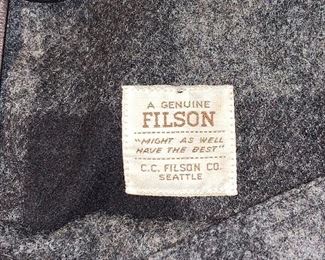 A GENUINE
FILSON
"MIGHT AS WELL
HAVE THE BEST"
C.C. FILSON CO.
SEATTLE